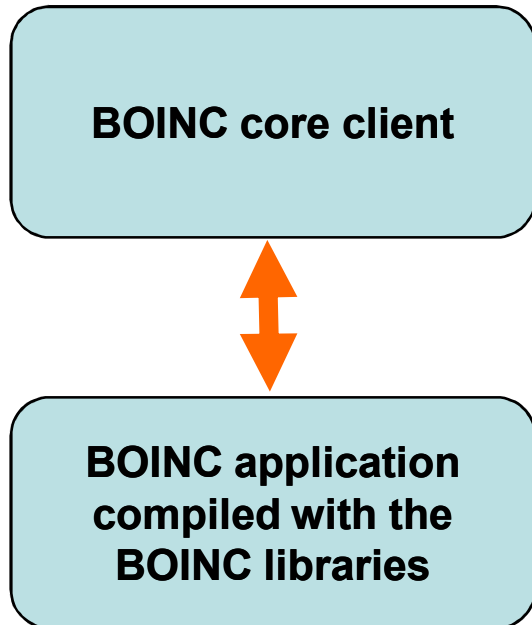 BOINC core client
BOINC application
compiled with the
BOINC libraries